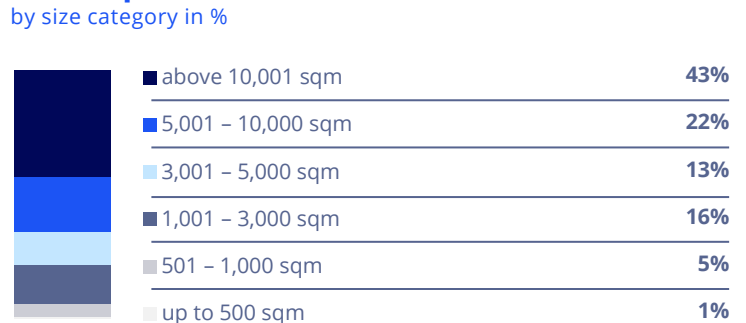 by size category in %
above 10,001 sqm 43%
5,001 – 10,000 sqm 22%
3,001 – 5,000 sqm 13%
1,001 – 3,000 sqm 16%
501 – 1,000 sqm 5%
up to 500 sqm 1%